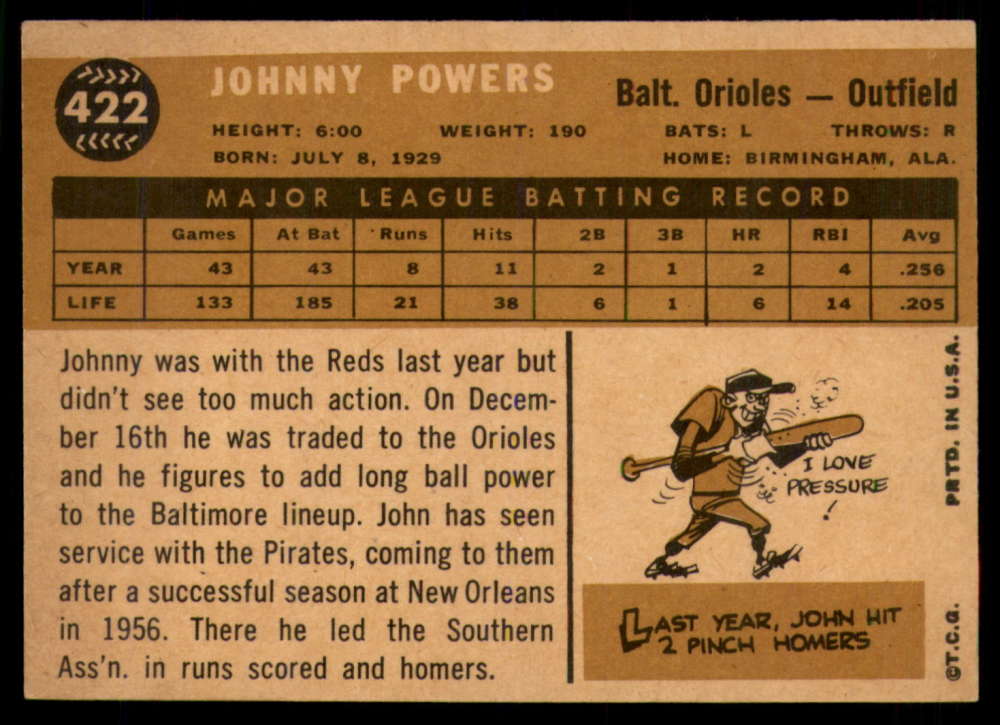 422
JOHNNY POWERS
Balt. Orioles — Outfield
HEIGHT: 6:00 WEIGHT: 190 BATS: L THROWS: R
BORN: JULY 8, 1929 HOME: BIRMINGHAM, ALA.
MAJOR LEAGUE BATTING RECORD
Games At Bat Runs Hits 2B 3B HR RBI Avg
YEAR 43 43 8 11 2 1 2 4 .256
LIFE 133 185 21 38 6 1 6 14 .205
Johnny was with the Reds last year but
didn't see too much action. On Decem-
ber 16th he was traded to the Orioles
and he figures to add long ball power
to the Baltimore lineup. John has seen
service with the Pirates, coming to them
after a successful season at New Orleans
in 1956. There he led the Southern
Ass'n. in runs scored and homers.
I LOVE
PRESSURE
!
LAST YEAR, JOHN HIT
2 PINCH HOMERS
©T.C.G. PRTD. IN U.S.A.